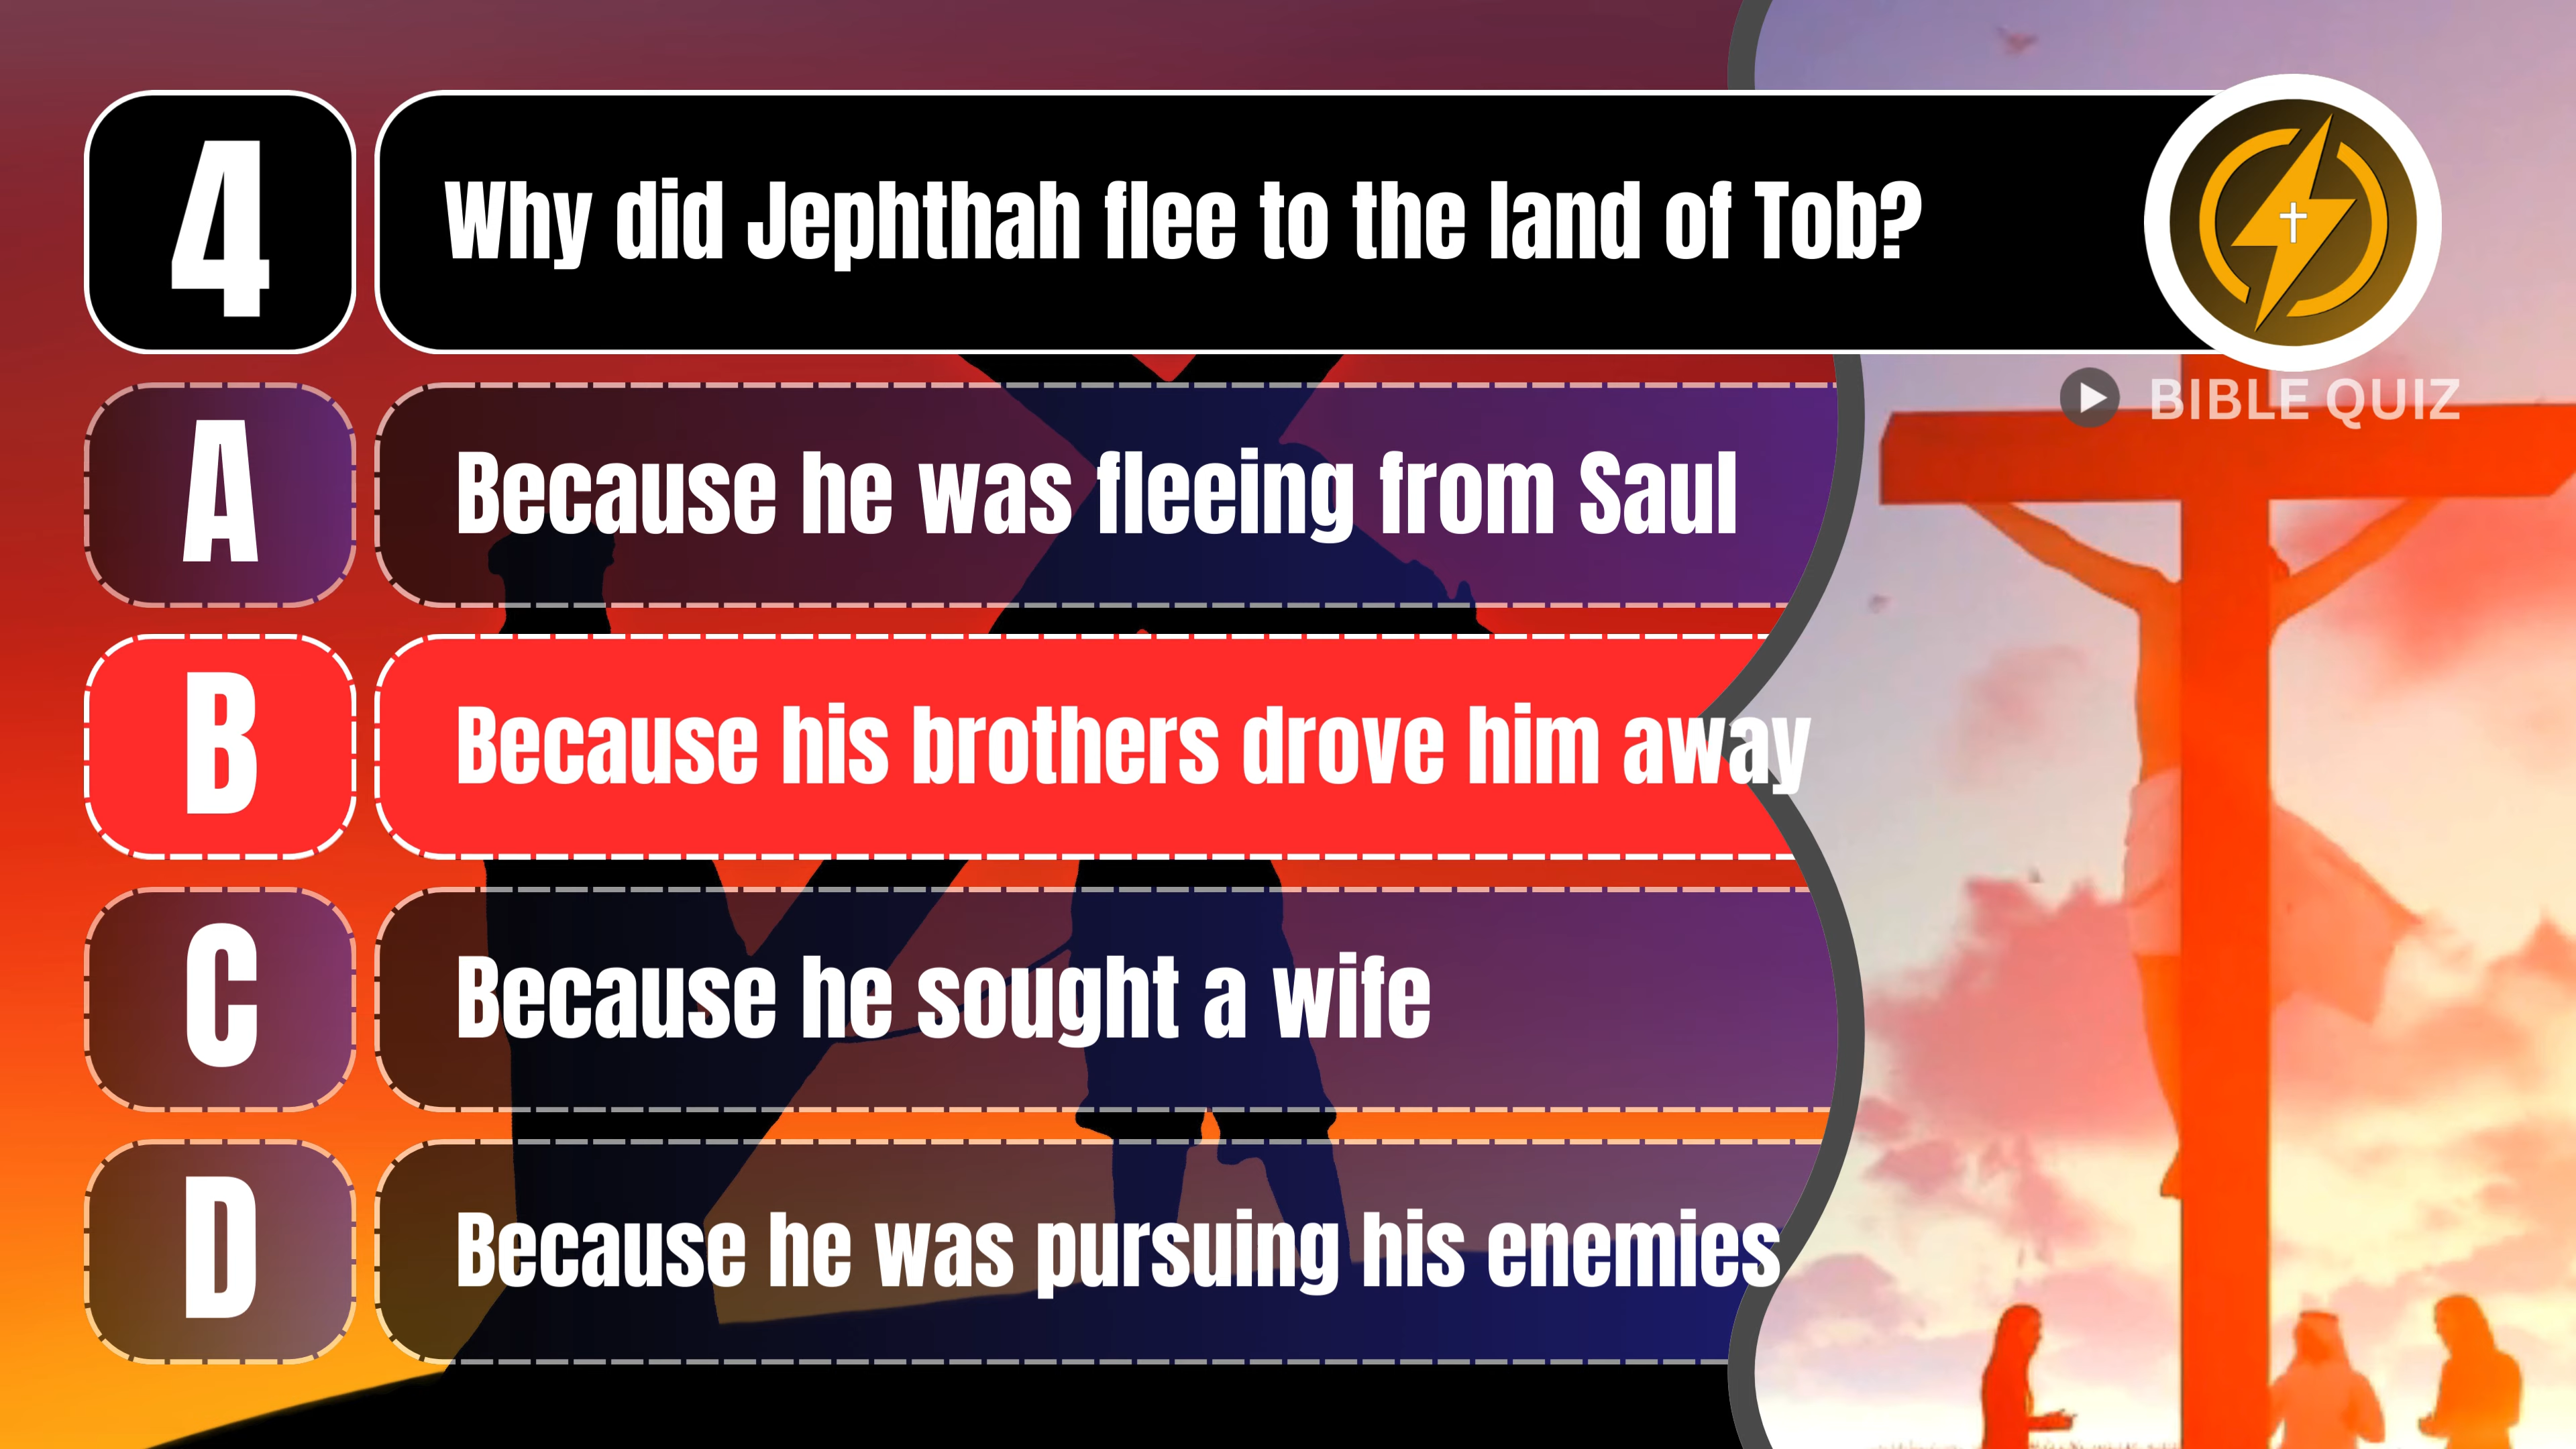 4
Why did Jephthah flee to the land of Tob?
BIBLE QUIZ
A
Because he was fleeing from Saul
B
Because his brothers drove him away
C
Because he sought a wife
D
Because he was pursuing his enemies